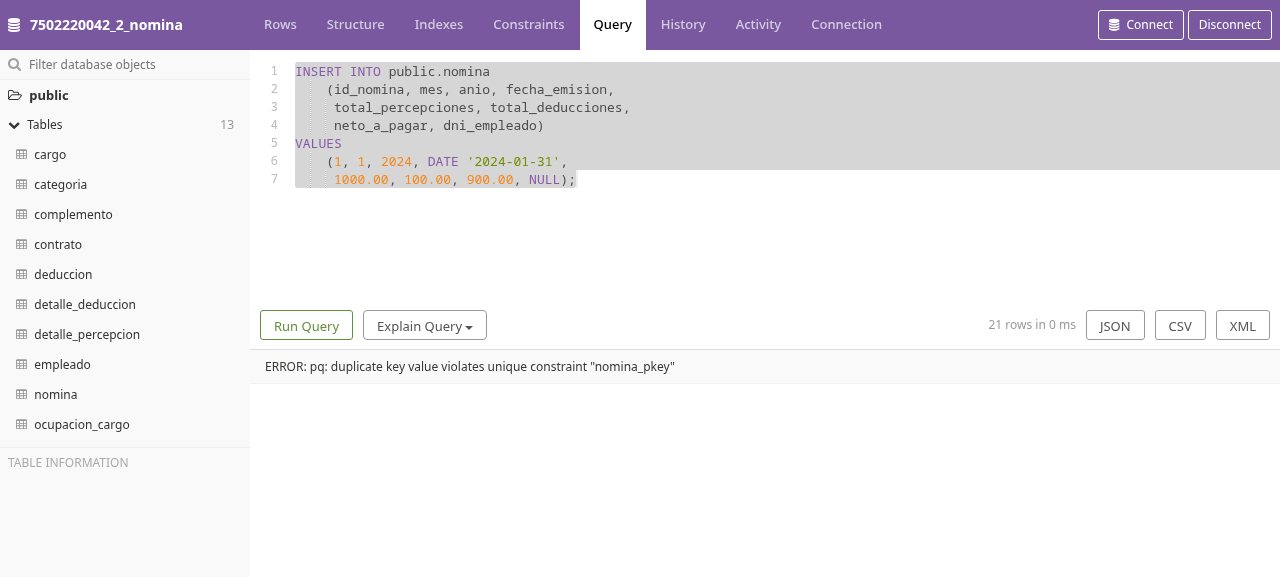 7502220042_2_nomina
Rows Structure Indexes Constraints Query History Activity Connection
Connect Disconnect
Filter database objects
public
Tables 13
cargo
categoria
complemento
contrato
deduccion
detalle_deduccion
detalle_percepcion
empleado
nomina
ocupacion_cargo
TABLE INFORMATION
1 INSERT INTO public.nomina
2 (id_nomina, mes, anio, fecha_emision,
3 total_percepciones, total_deducciones,
4 neto_a_pagar, dni_empleado)
5 VALUES
6 (1, 1, 2024, DATE '2024-01-31',
7 1000.00, 100.00, 900.00, NULL);
Run Query Explain Query 21 rows in 0 ms JSON CSV XML
ERROR: pq: duplicate key value violates unique constraint "nomina_pkey"